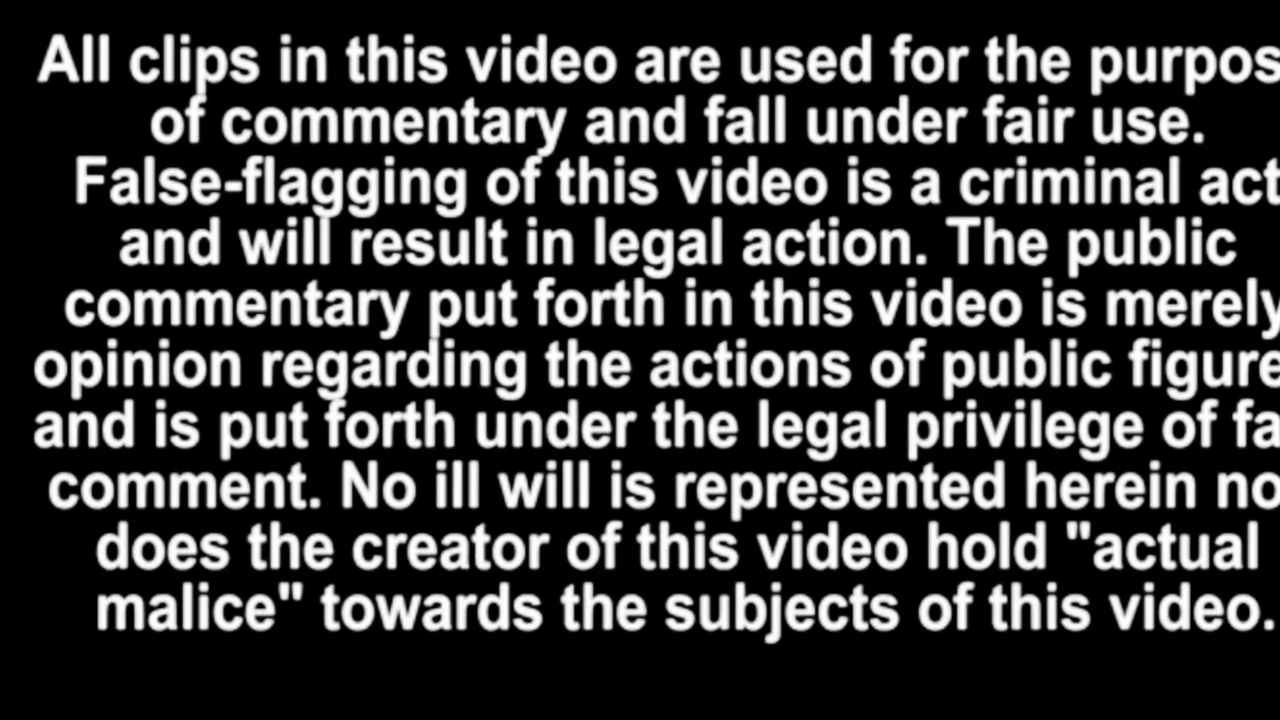 All clips in this video are used for the purpos
of commentary and fall under fair use.
False-flagging of this video is a criminal act
and will result in legal action. The public
commentary put forth in this video is merely
opinion regarding the actions of public figure
and is put forth under the legal privilege of fa
comment. No ill will is represented herein no
does the creator of this video hold "actual
malice" towards the subjects of this video.